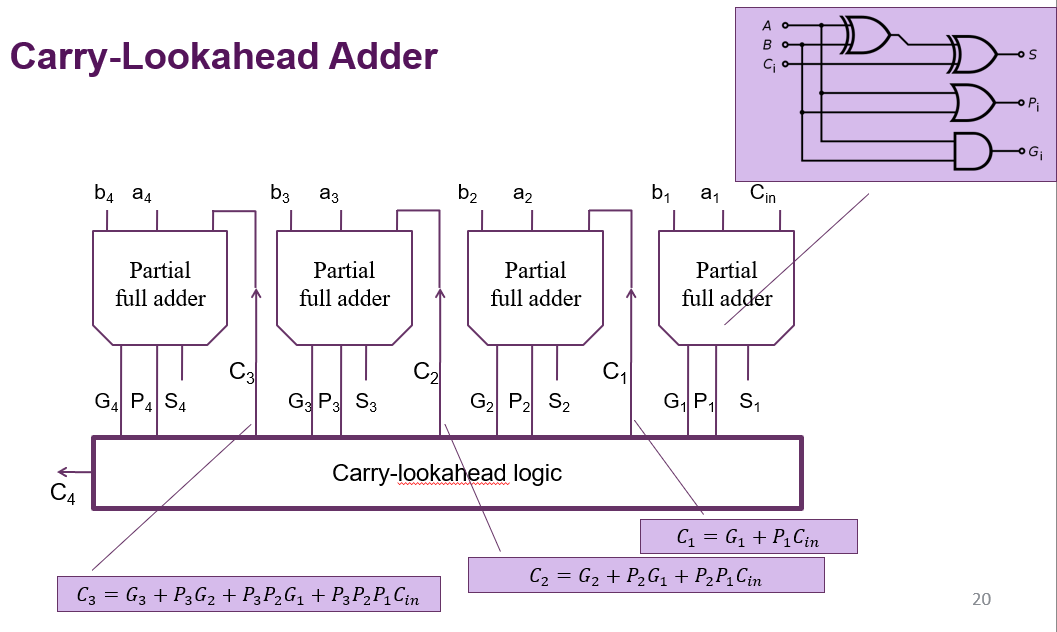 Carry-Lookahead Adder
A
B
Cᵢ
S
Pᵢ
Gᵢ
b₄ a₄ b₃ a₃ b₂ a₂ b₁ a₁ Cᵢₙ
Partial full adder
Partial full adder
Partial full adder
Partial full adder
C₃ C₂ C₁
G₄ P₄ S₄ G₃ P₃ S₃ G₂ P₂ S₂ G₁ P₁ S₁
Carry-lookahead logic
C₄
C₁ = G₁ + P₁Cᵢₙ
C₂ = G₂ + P₂G₁ + P₂P₁Cᵢₙ
C₃ = G₃ + P₃G₂ + P₃P₂G₁ + P₃P₂P₁Cᵢₙ
20